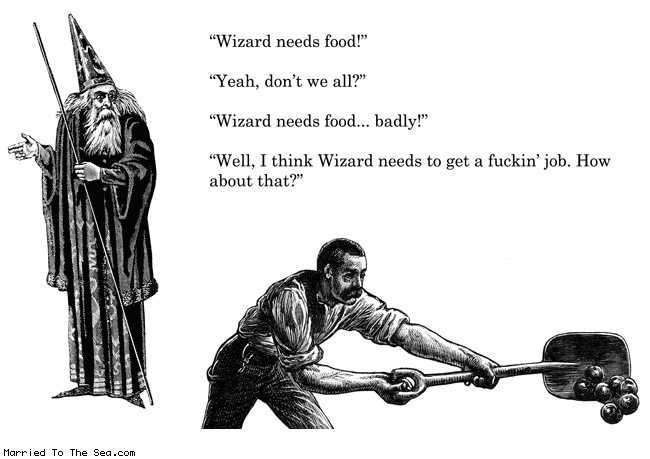 “Wizard needs food!”
“Yeah, don’t we all?”
“Wizard needs food... badly!”
“Well, I think Wizard needs to get a fuckin’ job. How
about that?”
Married To The Sea.com